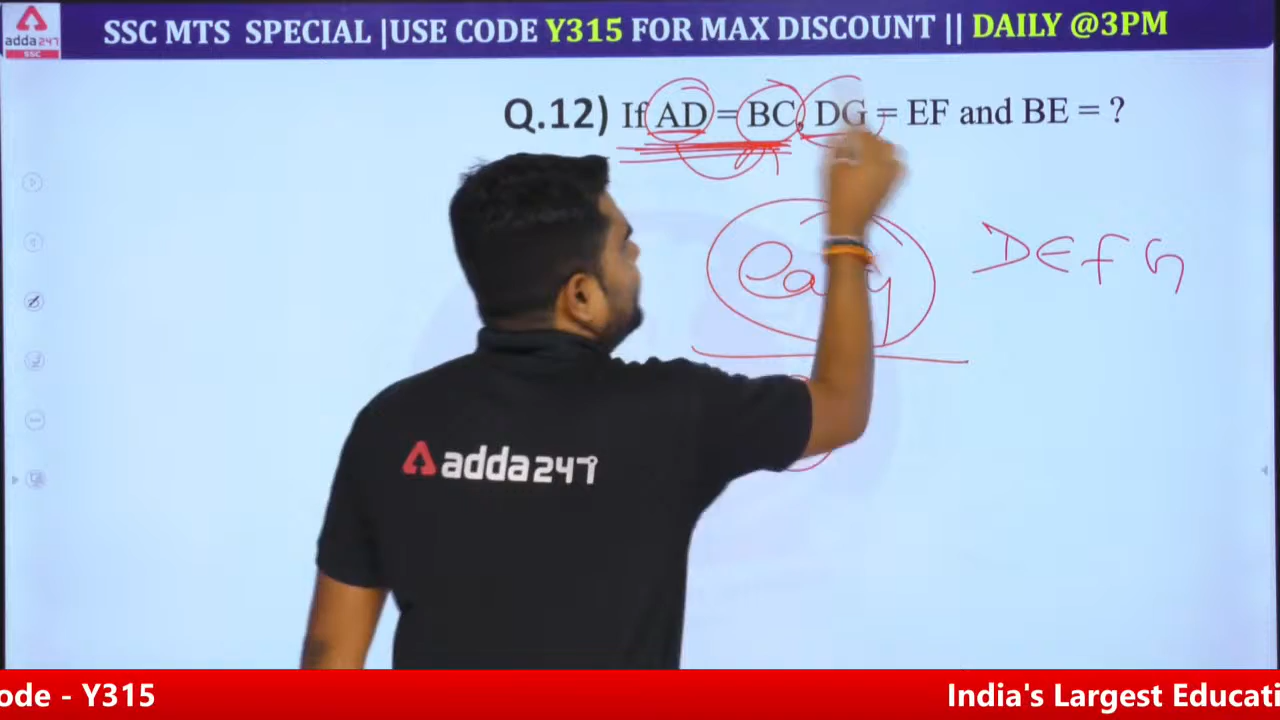 adda247
SSC
SSC MTS SPECIAL |USE CODE Y315 FOR MAX DISCOUNT || DAILY @3PM
Q.12) If AD = BC, DG = EF and BE = ?
D E F G
adda247
ode - Y315
India's Largest Educati